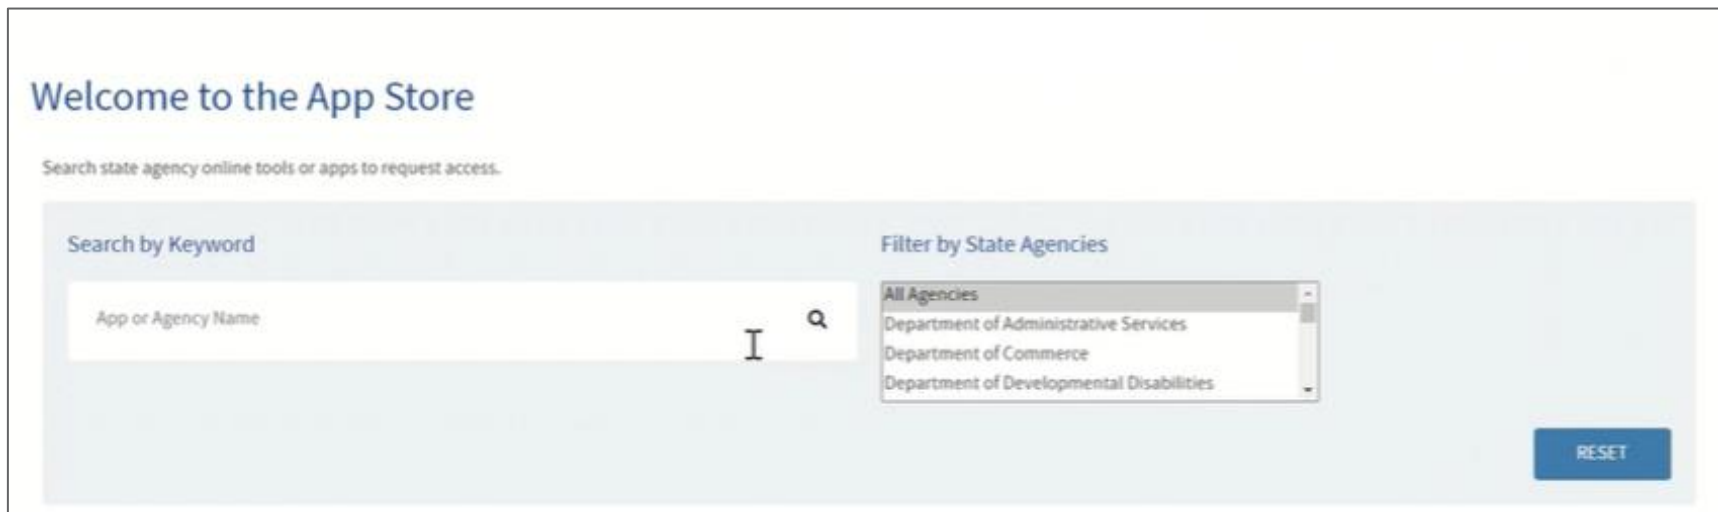 Welcome to the App Store
Search state agency online tools or apps to request access.
Search by Keyword
App or Agency Name
Filter by State Agencies
All Agencies
Department of Administrative Services
Department of Commerce
Department of Developmental Disabilities
RESET